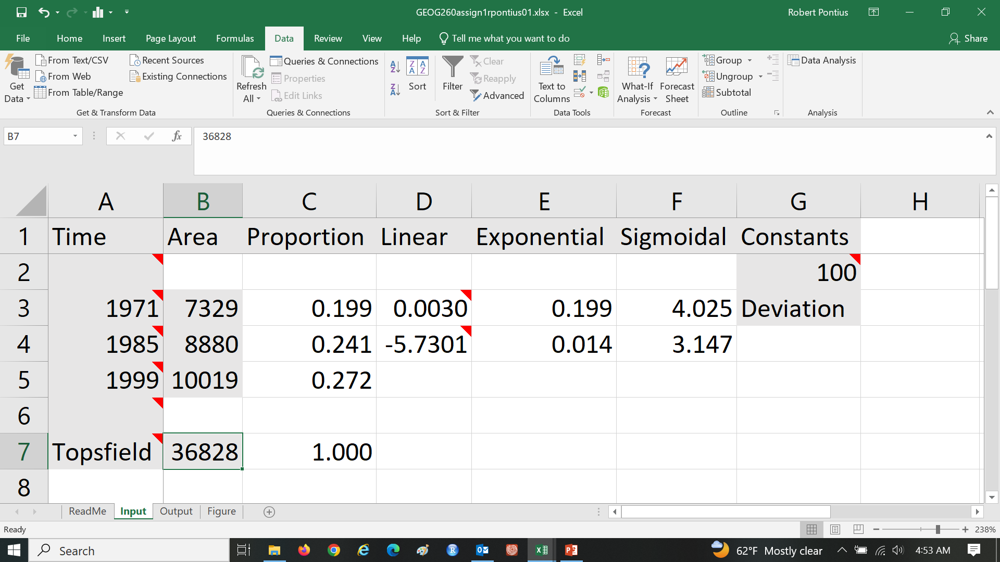 GEOG260assign1rpontius01.xlsx - Excel
Robert Pontius
File Home Insert Page Layout Formulas Data Review View Help Tell me what you want to do
Share
Get Data
From Text/CSV
From Web
From Table/Range
Recent Sources
Existing Connections
Get & Transform Data
Refresh All
Queries & Connections
Properties
Edit Links
Queries & Connections
Sort
Filter
Clear
Reapply
Advanced
Sort & Filter
Text to Columns
Data Tools
What-If Analysis
Forecast Sheet
Forecast
Group
Ungroup
Subtotal
Outline
Data Analysis
Analysis
B7 fx 36828
A B C D E F G H
1 Time Area Proportion Linear Exponential Sigmoidal Constants
2 100
3 1971 7329 0.199 0.0030 0.199 4.025 Deviation
4 1985 8880 0.241 -5.7301 0.014 3.147
5 1999 10019 0.272
6
7 Topsfield 36828 1.000
8
ReadMe Input Output Figure
Ready
238%
Search
62°F Mostly clear
4:53 AM